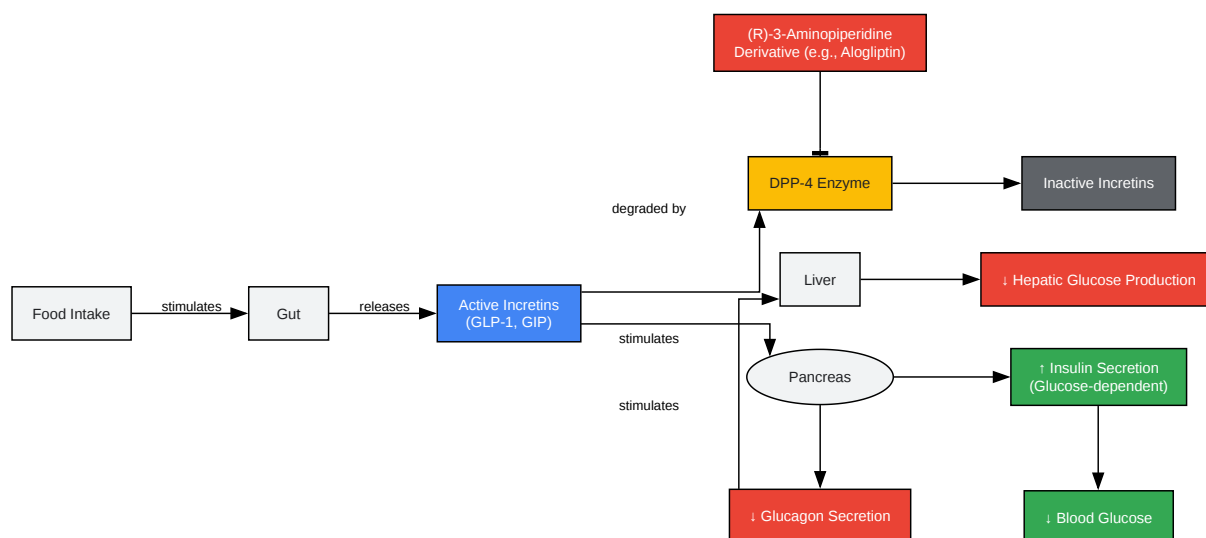 (R)-3-Aminopiperidine
Derivative (e.g., Alogliptin)
DPP-4 Enzyme
Inactive Incretins
degraded by
Liver
↓ Hepatic Glucose Production
Food Intake
stimulates
Gut
releases
Active Incretins
(GLP-1, GIP)
stimulates
Pancreas
↑ Insulin Secretion
(Glucose-dependent)
stimulates
↓ Glucagon Secretion
↓ Blood Glucose